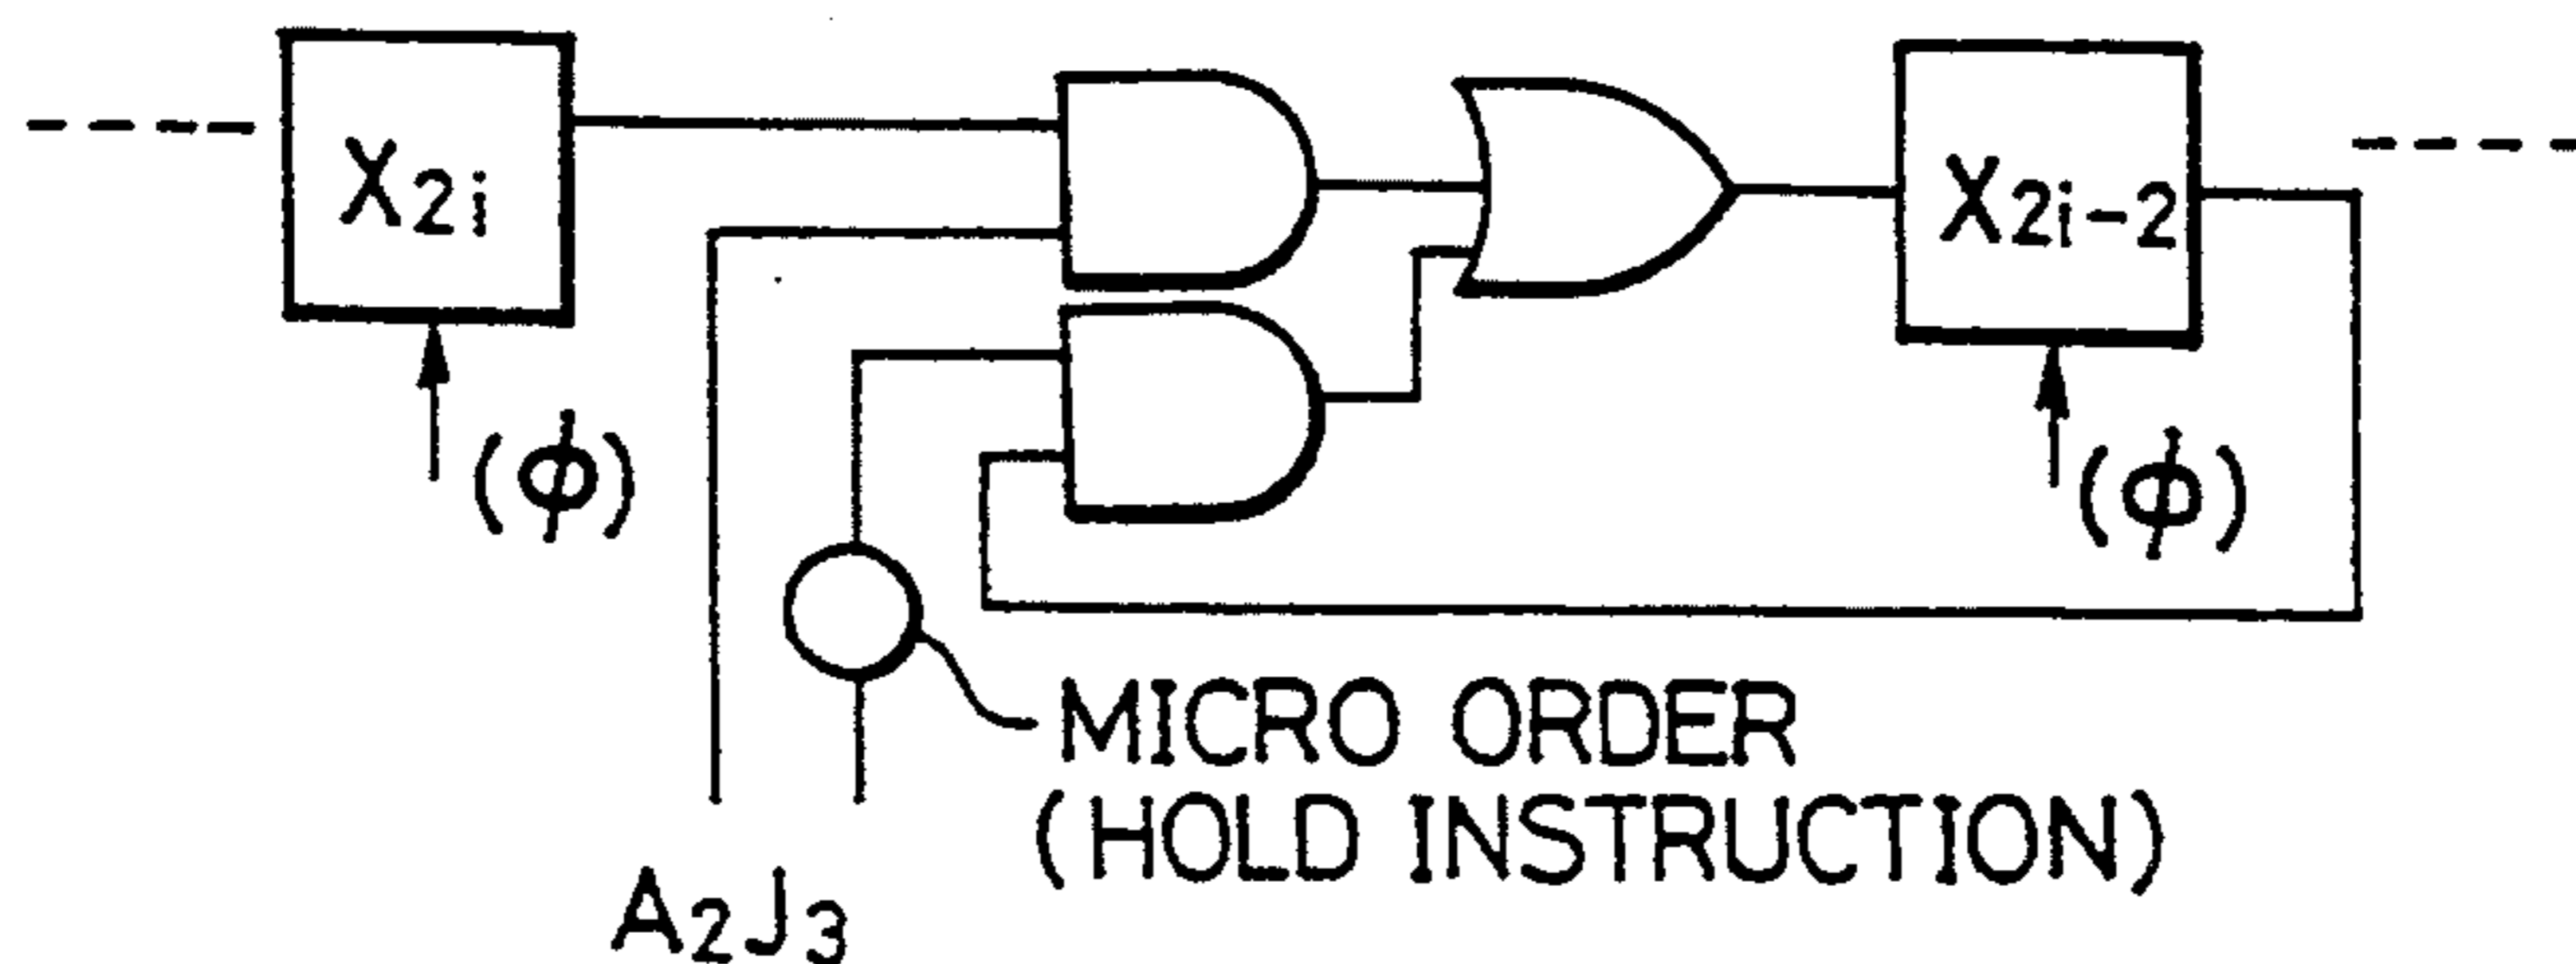 X2i
X2i-2
(ϕ)
(ϕ)
MICRO ORDER
(HOLD INSTRUCTION)
A2J3